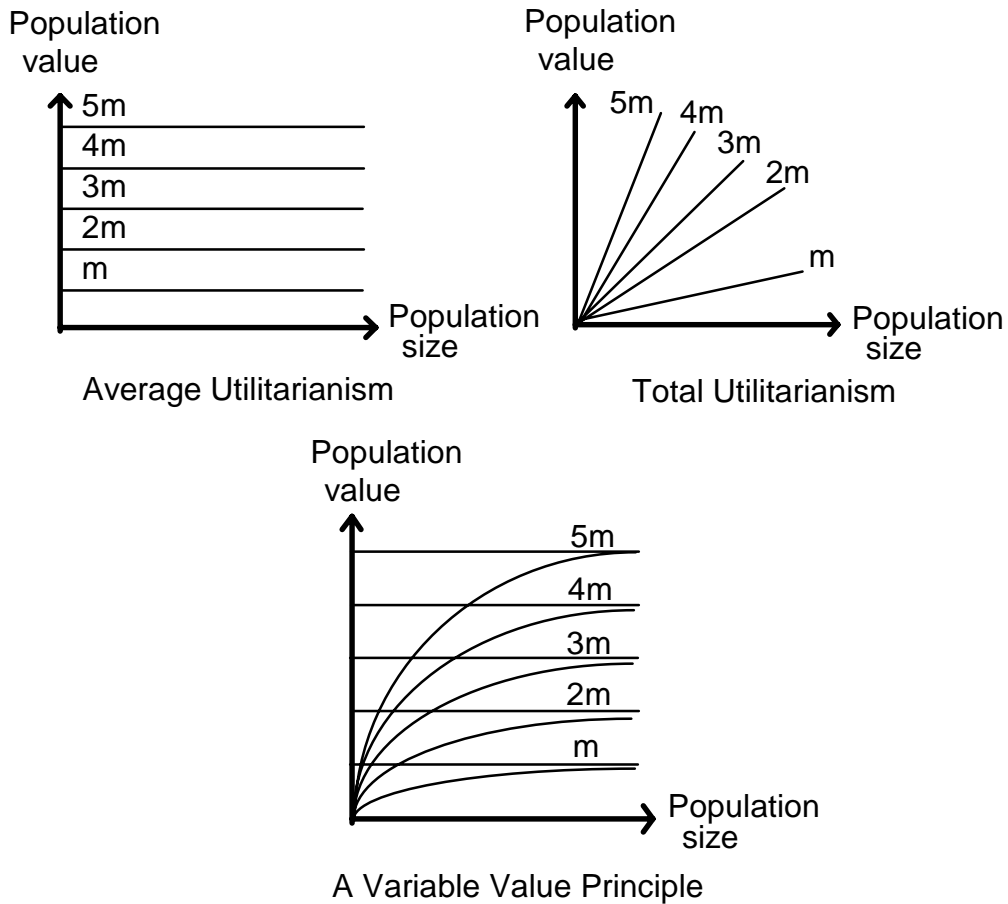 Population
value
5m
4m
3m
2m
m
Population
size
Average Utilitarianism
Population
value
5m
4m
3m
2m
m
Population
size
Total Utilitarianism
Population
value
5m
4m
3m
2m
m
Population
size
A Variable Value Principle